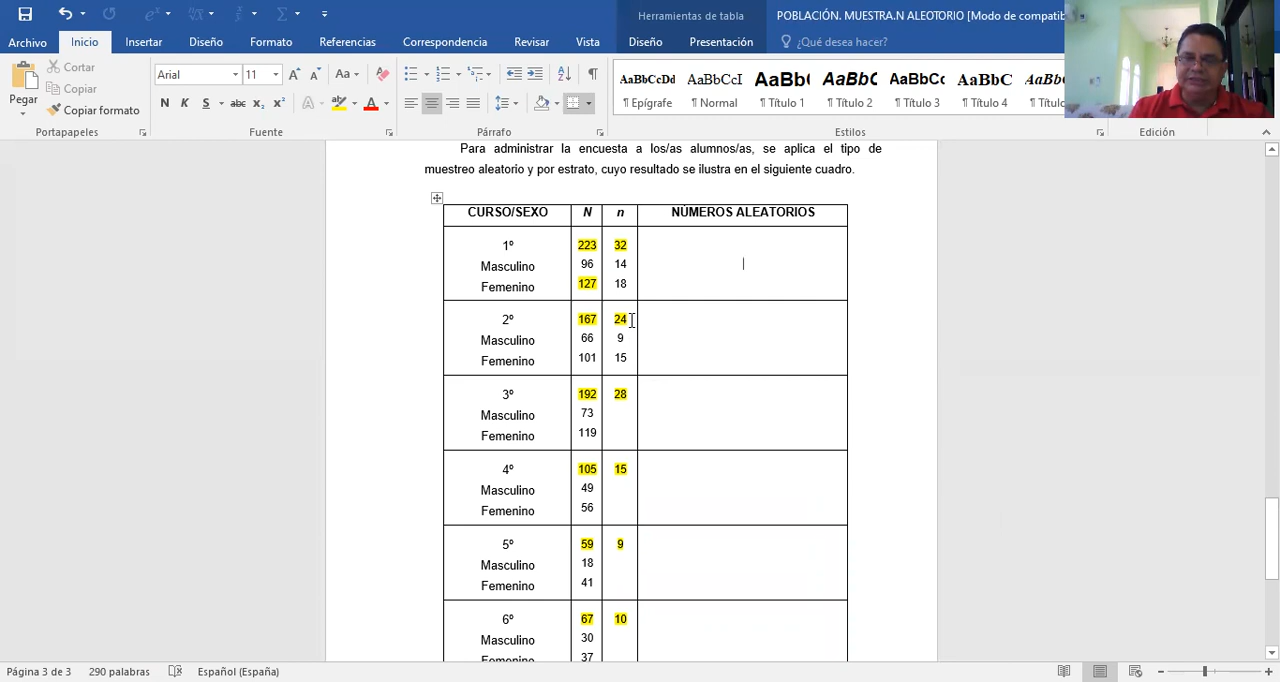 Herramientas de tabla
POBLACIÓN. MUESTRA.N ALEOTORIO [Modo de compatib
Archivo Inicio Insertar Diseño Formato Referencias Correspondencia Revisar Vista Diseño Presentación ¿Qué desea hacer?
Cortar
Copiar
Copiar formato
Pegar
Portapapeles
Arial 11
Fuente
Párrafo
AaBbCcDd AaBbCcI AaBb( AaBbC AaBbCc AaBbC AaBbC
¶ Epígrafe ¶ Normal ¶ Título 1 ¶ Título 2 ¶ Título 3 ¶ Título 4 ¶ Título
Estilos
Edición
Para administrar la encuesta a los/as alumnos/as, se aplica el tipo de
muestreo aleatorio y por estrato, cuyo resultado se ilustra en el siguiente cuadro.
CURSO/SEXO N n NÚMEROS ALEATORIOS
1º 223 32
Masculino 96 14
Femenino 127 18
2º 167 24
Masculino 66 9
Femenino 101 15
3º 192 28
Masculino 73
Femenino 119
4º 105 15
Masculino 49
Femenino 56
5º 59 9
Masculino 18
Femenino 41
6º 67 10
Masculino 30
Femenino 37
Página 3 de 3 290 palabras Español (España)